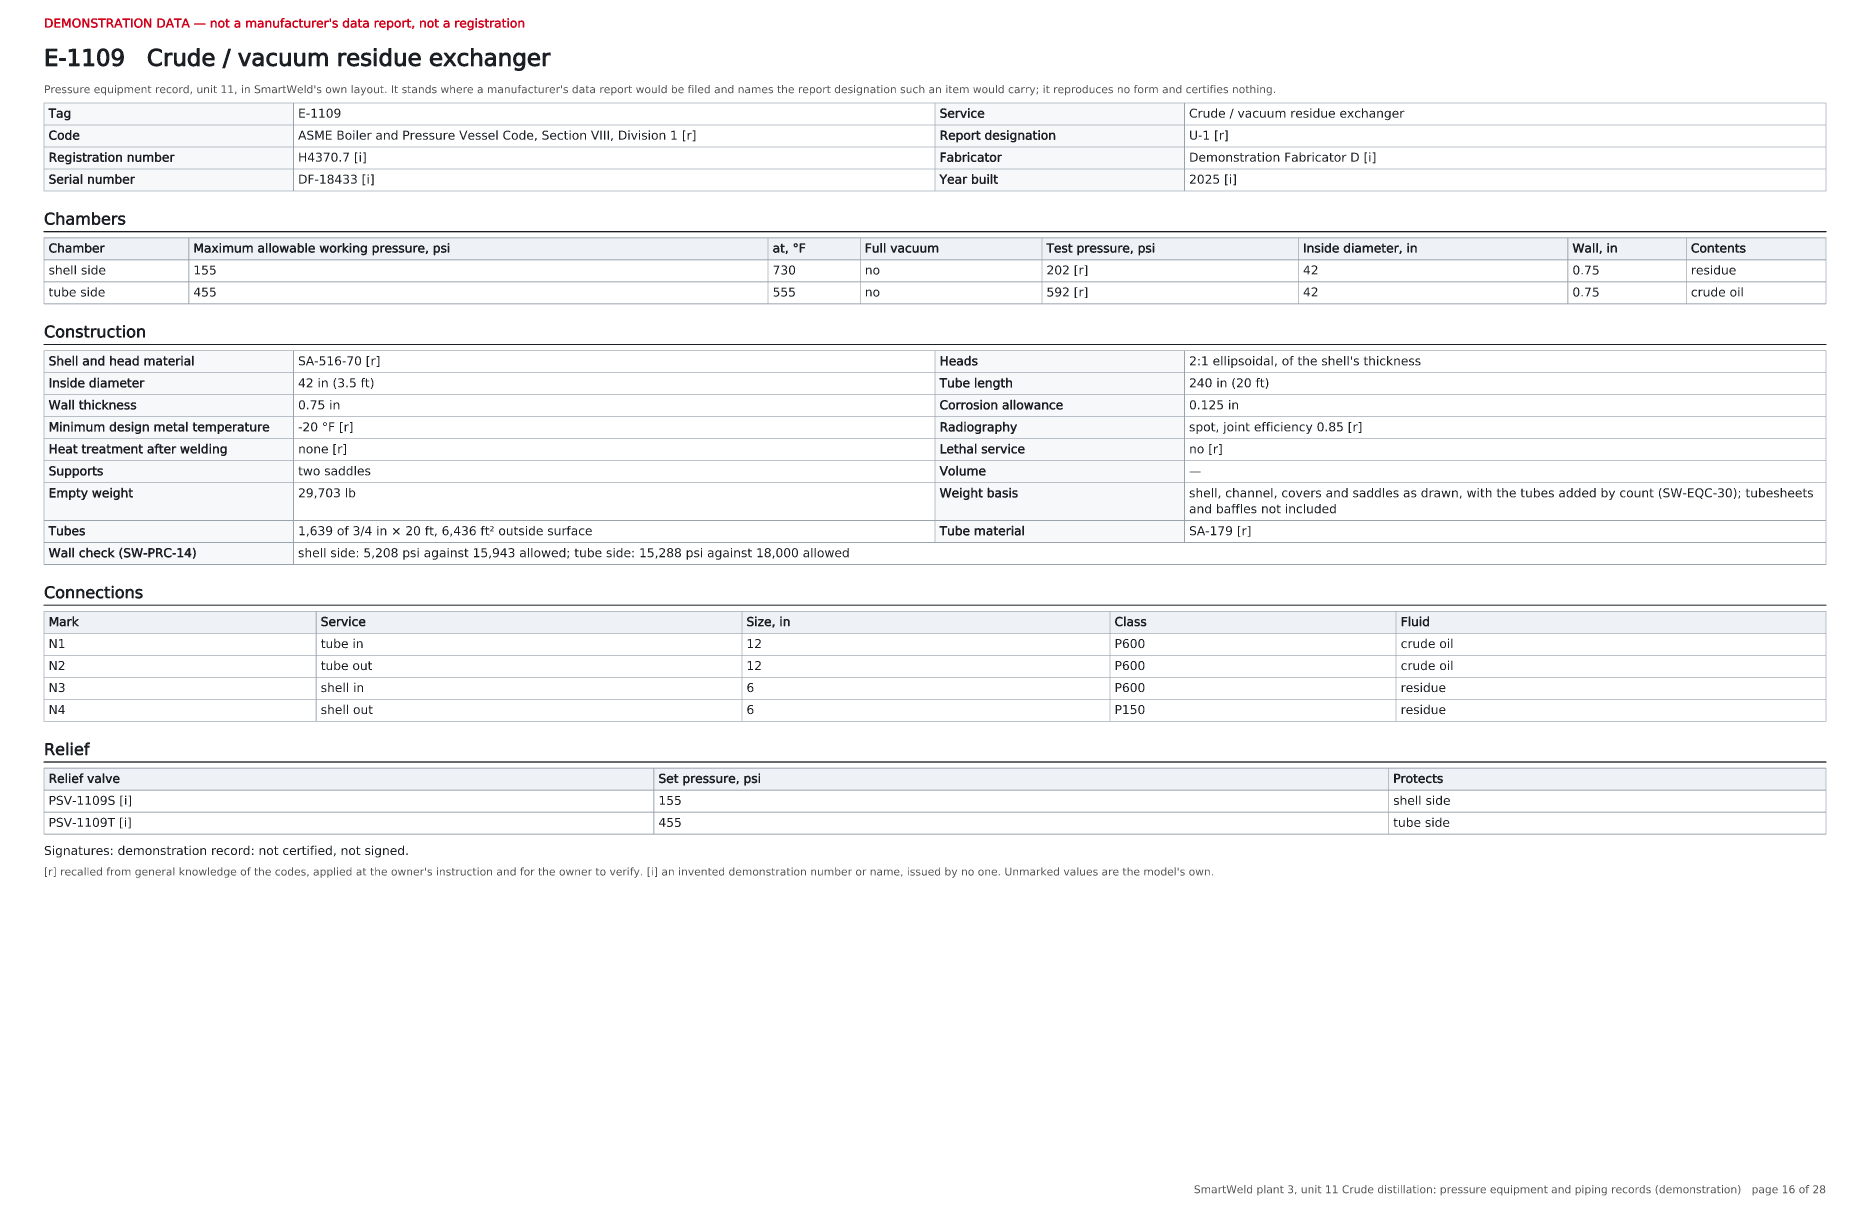 DEMONSTRATION DATA — not a manufacturer's data report, not a registration
E-1109 Crude / vacuum residue exchanger
Pressure equipment record, unit 11, in SmartWeld's own layout. It stands where a manufacturer's data report would be filed and names the report designation such an item would carry; it reproduces no form and certifies nothing.
Tag E-1109 Service Crude / vacuum residue exchanger
Code ASME Boiler and Pressure Vessel Code, Section VIII, Division 1 [r] Report designation U-1 [r]
Registration number H4370.7 [i] Fabricator Demonstration Fabricator D [i]
Serial number DF-18433 [i] Year built 2025 [i]
Chambers
Chamber Maximum allowable working pressure, psi at, °F Full vacuum Test pressure, psi Inside diameter, in Wall, in Contents
shell side 155 730 no 202 [r] 42 0.75 residue
tube side 455 555 no 592 [r] 42 0.75 crude oil
Construction
Shell and head material SA-516-70 [r] Heads 2:1 ellipsoidal, of the shell's thickness
Inside diameter 42 in (3.5 ft) Tube length 240 in (20 ft)
Wall thickness 0.75 in Corrosion allowance 0.125 in
Minimum design metal temperature -20 °F [r] Radiography spot, joint efficiency 0.85 [r]
Heat treatment after welding none [r] Lethal service no [r]
Supports two saddles Volume —
Empty weight 29,703 lb Weight basis shell, channel, covers and saddles as drawn, with the tubes added by count (SW-EQC-30); tubesheets
and baffles not included
Tubes 1,639 of 3/4 in × 20 ft, 6,436 ft² outside surface Tube material SA-179 [r]
Wall check (SW-PRC-14) shell side: 5,208 psi against 15,943 allowed; tube side: 15,288 psi against 18,000 allowed
Connections
Mark Service Size, in Class Fluid
N1 tube in 12 P600 crude oil
N2 tube out 12 P600 crude oil
N3 shell in 6 P600 residue
N4 shell out 6 P150 residue
Relief
Relief valve Set pressure, psi Protects
PSV-1109S [i] 155 shell side
PSV-1109T [i] 455 tube side
Signatures: demonstration record: not certified, not signed.
[r] recalled from general knowledge of the codes, applied at the owner's instruction and for the owner to verify. [i] an invented demonstration number or name, issued by no one. Unmarked values are the model's own.
SmartWeld plant 3, unit 11 Crude distillation: pressure equipment and piping records (demonstration) page 16 of 28